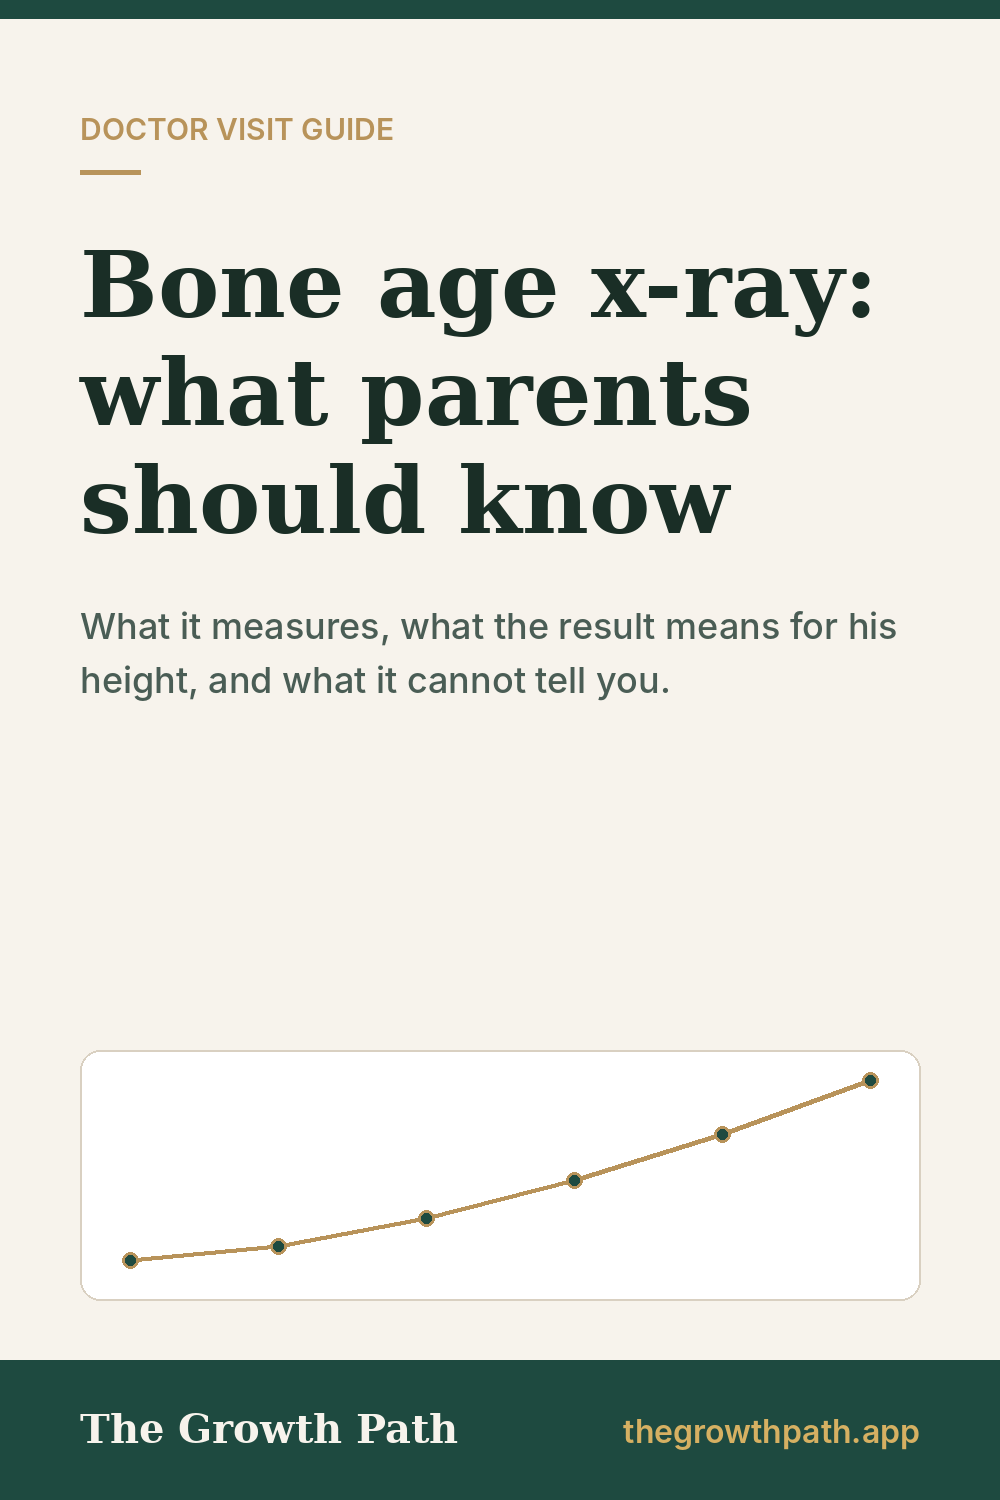 DOCTOR VISIT GUIDE
Bone age x-ray:
what parents
should know
What it measures, what the result means for his
height, and what it cannot tell you.
The Growth Path
thegrowthpath.app